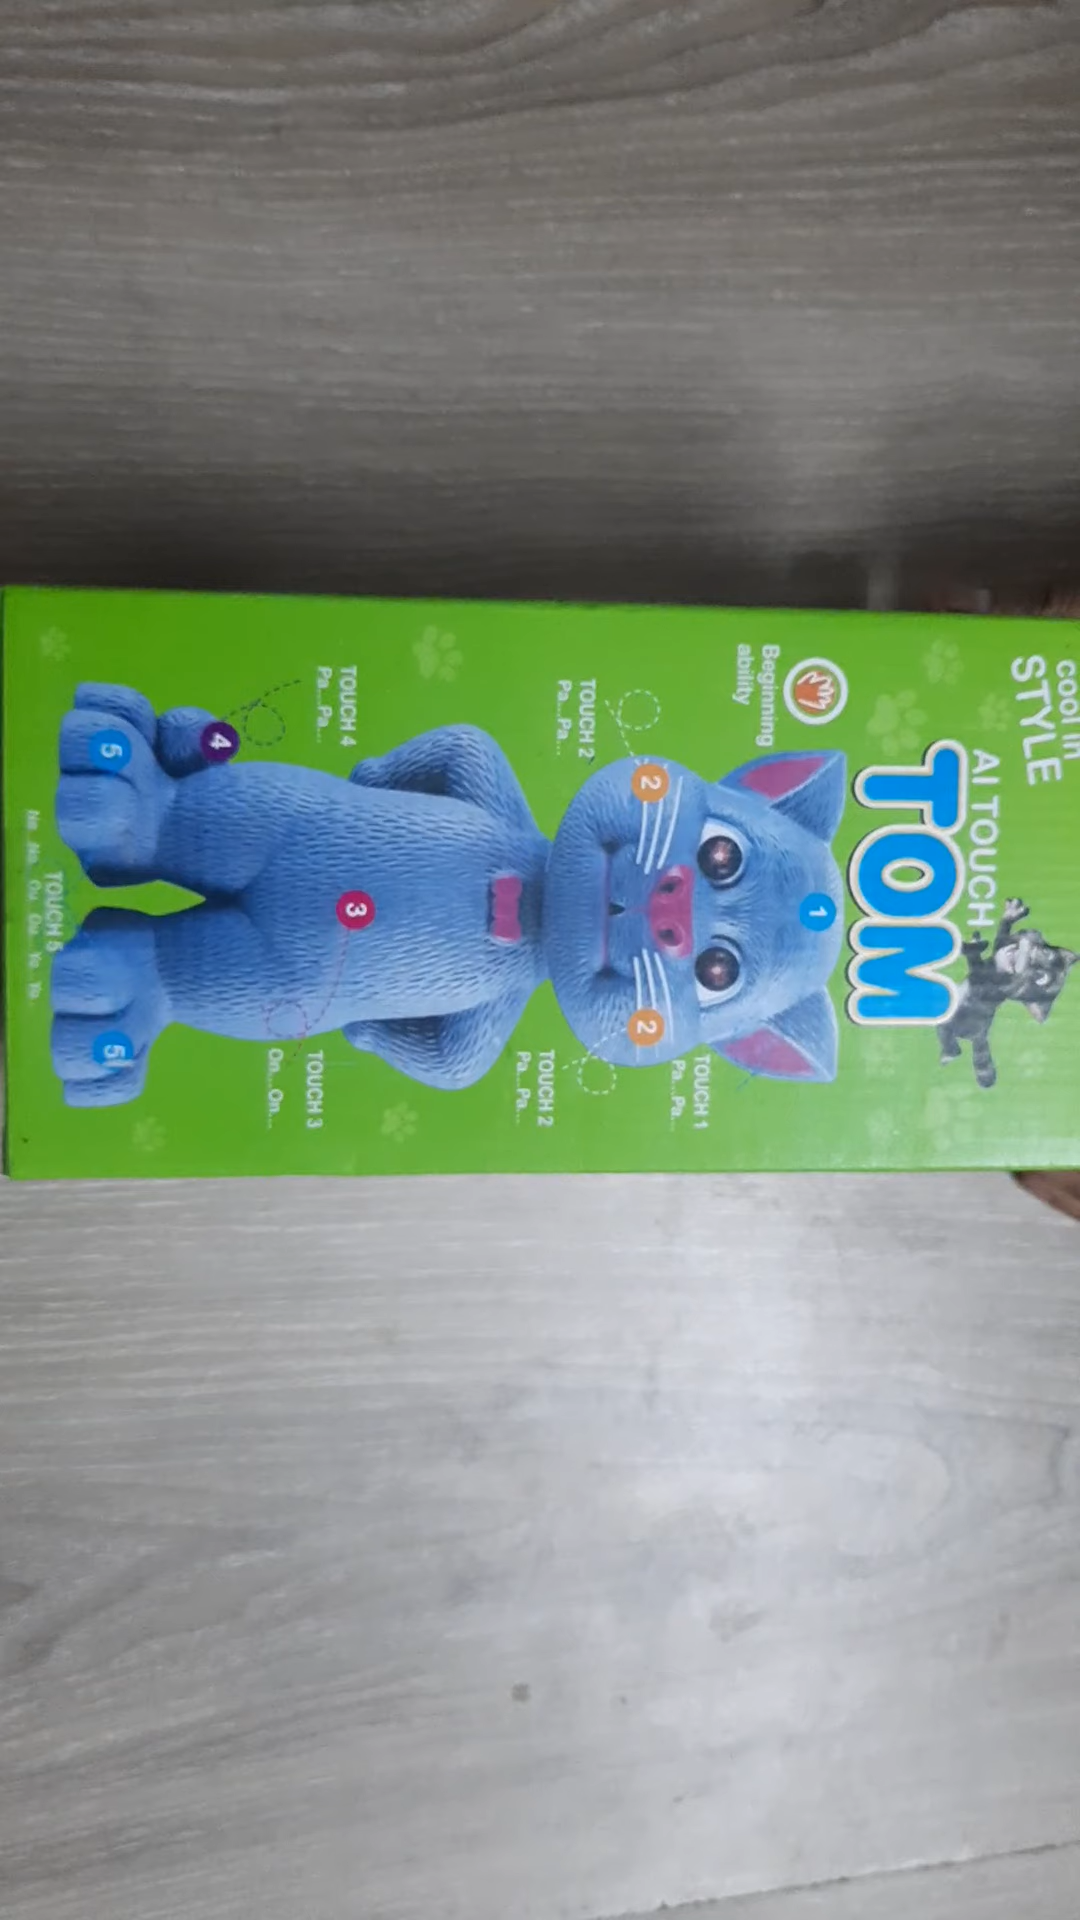 cool in
STYLE
AI TOUCH
TOM
Beginning
ability
1
TOUCH 1
Pa...Pa...
TOUCH 2
Pa...Pa...
2
2
TOUCH 2
Pa...Pa...
3
TOUCH 3
On...On...
TOUCH 4
Pa...Pa...
4
5
5
TOUCH 5